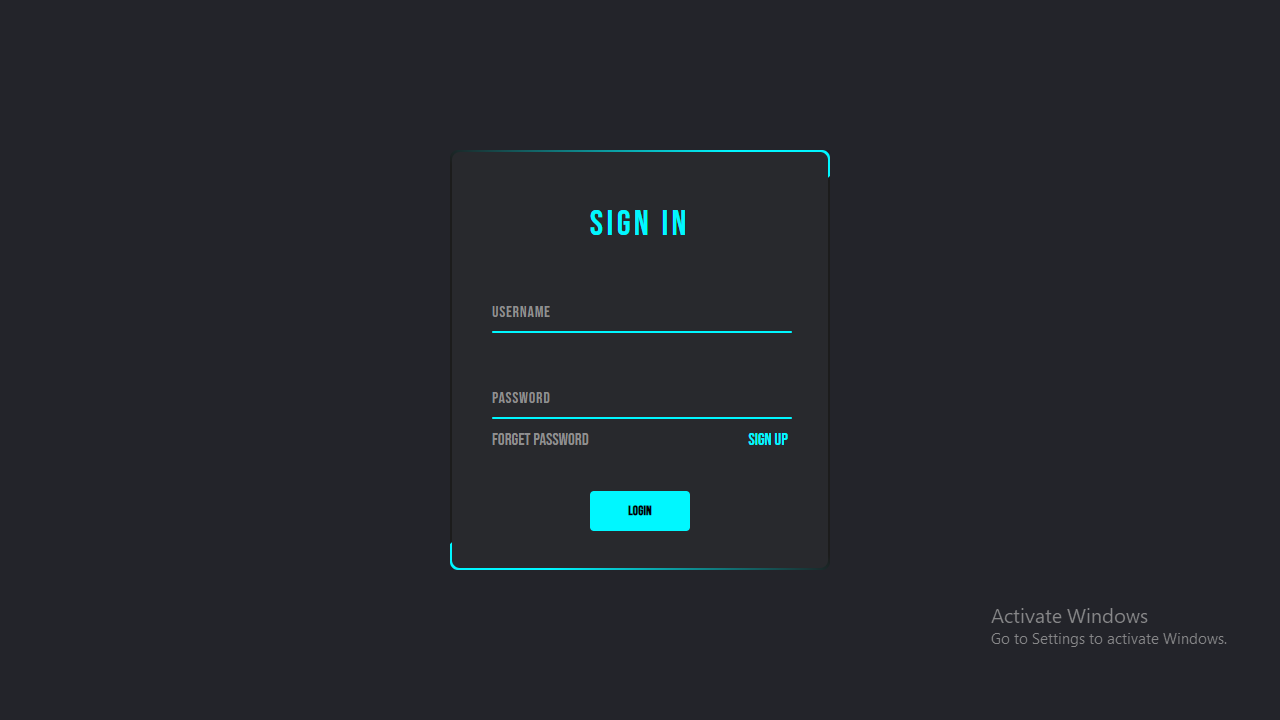 SIGN IN
USERNAME
PASSWORD
FORGET PASSWORD SIGN UP
LOGIN
Activate Windows
Go to Settings to activate Windows.